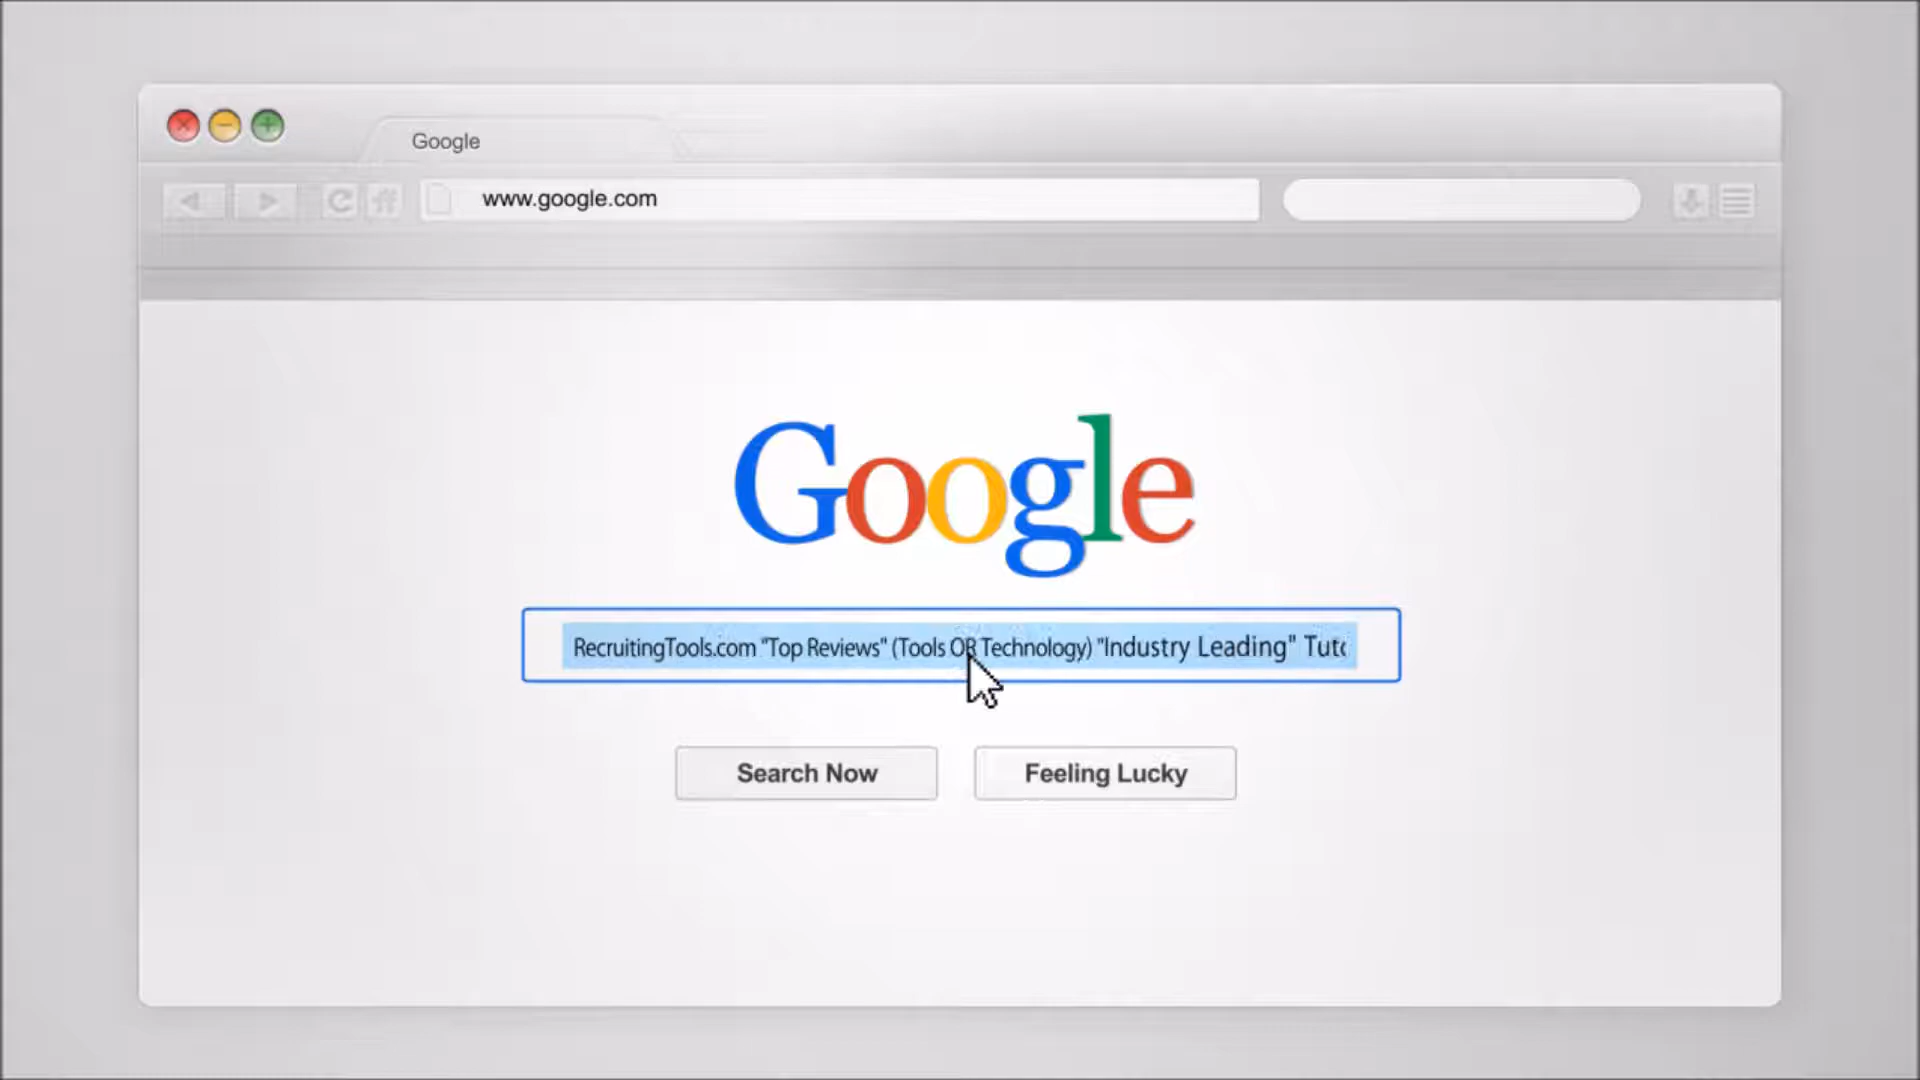 Google
www.google.com
Google
RecruitingTools.com "Top Reviews" (Tools OR Technology) "Industry Leading"
Search Now
Feeling Lucky